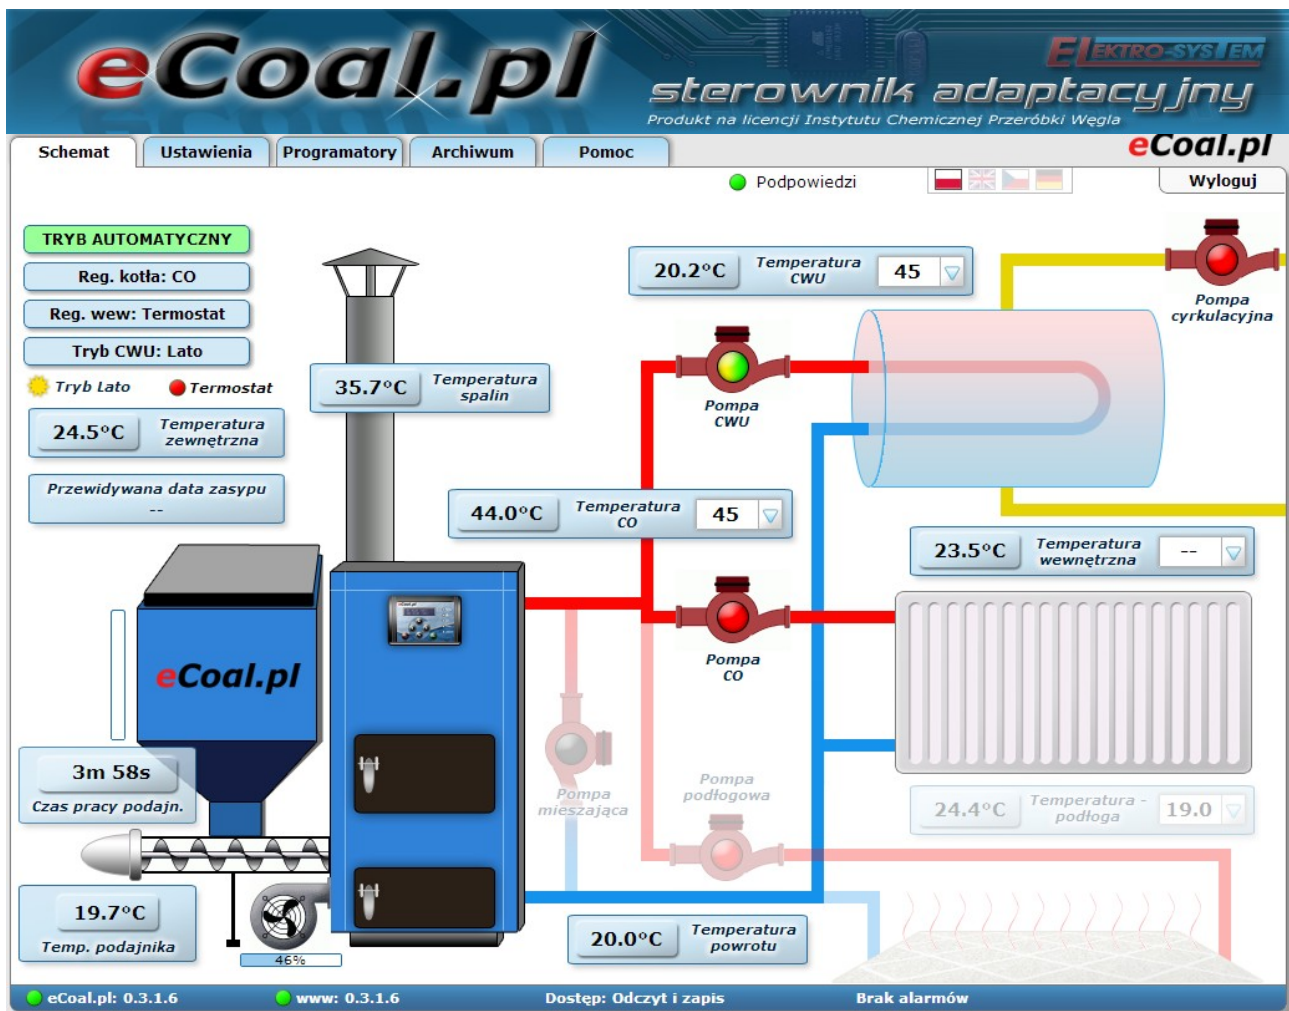 eCoal.pl
ELEKTRO-SYSTEM
sterownik adaptacyjny
Produkt na licencji Instytutu Chemicznej Przeróbki Węgla
Schemat Ustawienia Programatory Archiwum Pomoc
eCoal.pl
Podpowiedzi
Wyloguj
TRYB AUTOMATYCZNY
Reg. kotła: CO
Reg. wew: Termostat
Tryb CWU: Lato
Tryb Lato Termostat
24.5°C Temperatura
zewnętrzna
Przewidywana data zasypu
--
35.7°C Temperatura
spalin
20.2°C Temperatura
CWU 45
Pompa
cyrkulacyjna
Pompa
CWU
44.0°C Temperatura
CO 45
23.5°C Temperatura
wewnętrzna --
eCoal.pl
Pompa
CO
3m 58s
Czas pracy podajn.
Pompa
mieszająca
Pompa
podłogowa
24.4°C Temperatura -
podłoga 19.0
19.7°C
Temp. podajnika
46%
20.0°C Temperatura
powrotu
eCoal.pl: 0.3.1.6 www: 0.3.1.6 Dostęp: Odczyt i zapis Brak alarmów